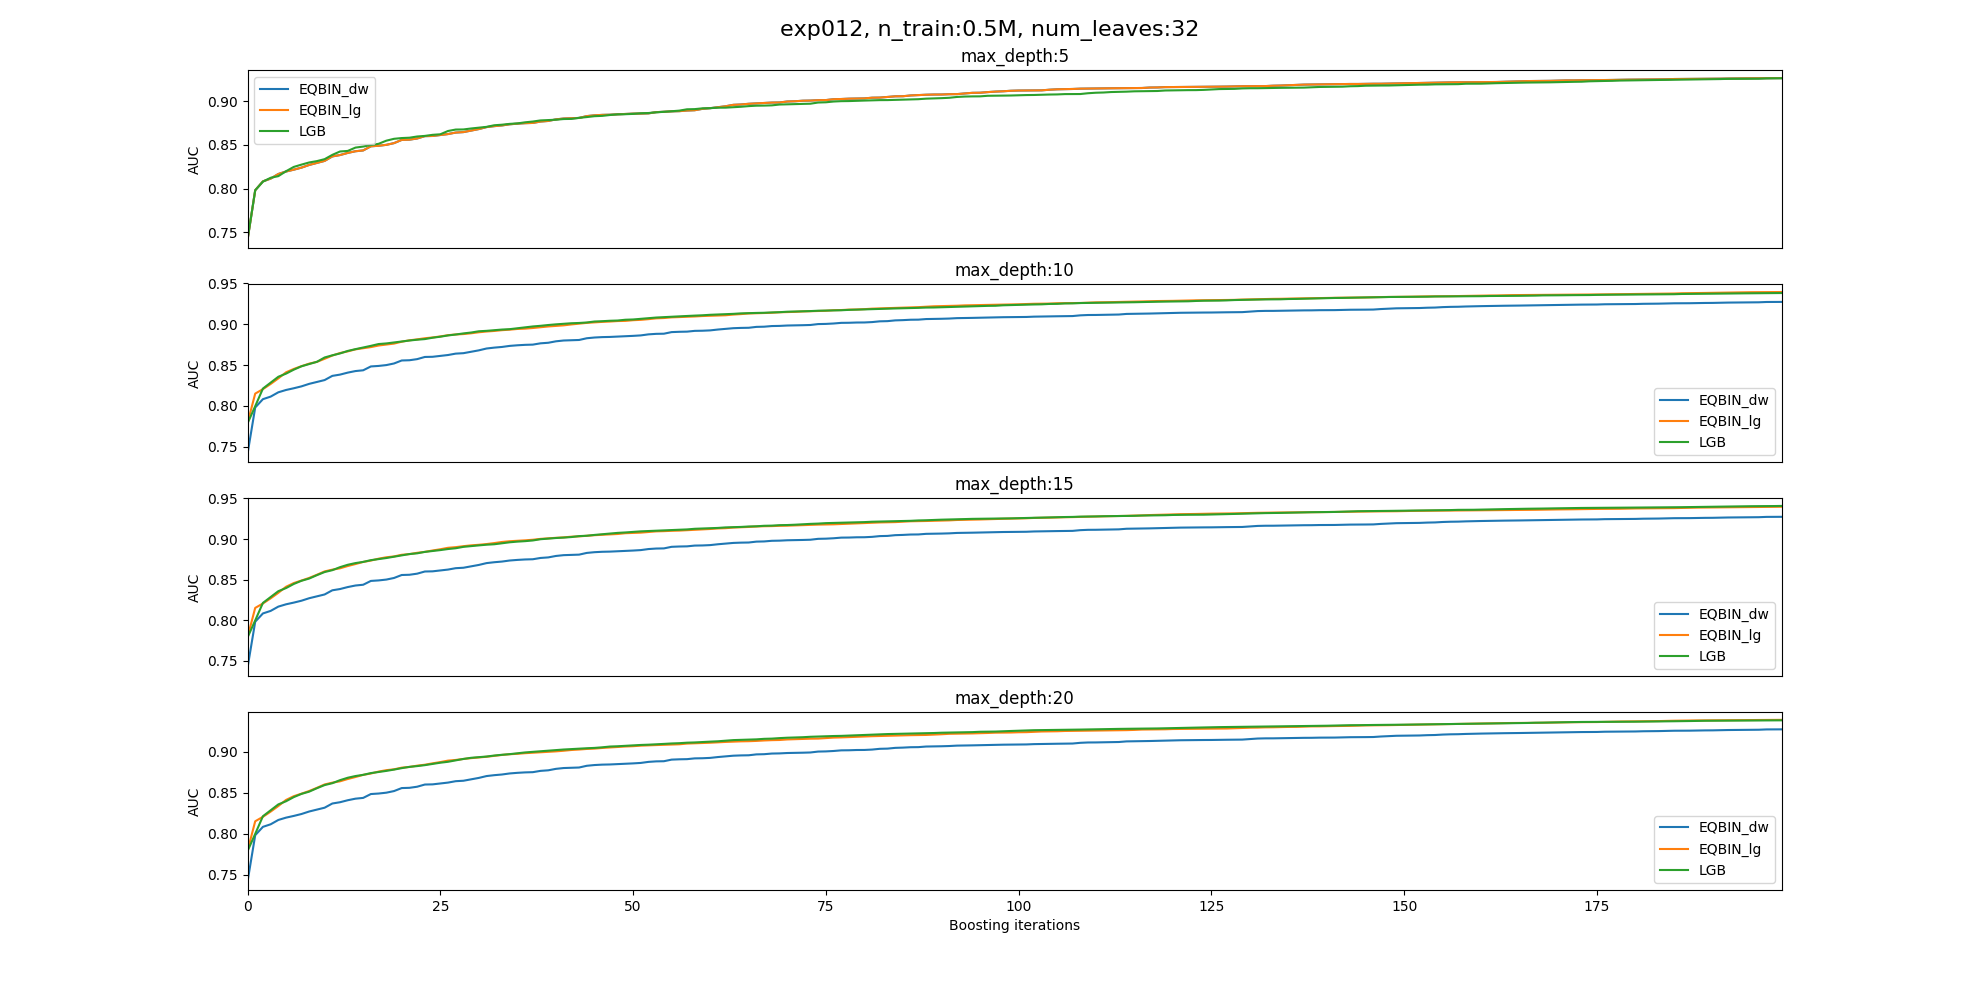 exp012, n_train:0.5M, num_leaves:32
max_depth:5
EQBIN_dw
EQBIN_lg
LGB
0.90
0.85
0.80
0.75
AUC
max_depth:10
0.95
0.90
0.85
0.80
0.75
AUC
EQBIN_dw
EQBIN_lg
LGB
max_depth:15
0.95
0.90
0.85
0.80
0.75
AUC
EQBIN_dw
EQBIN_lg
LGB
max_depth:20
0.90
0.85
0.80
0.75
AUC
EQBIN_dw
EQBIN_lg
LGB
0 25 50 75 100 125 150 175
Boosting iterations